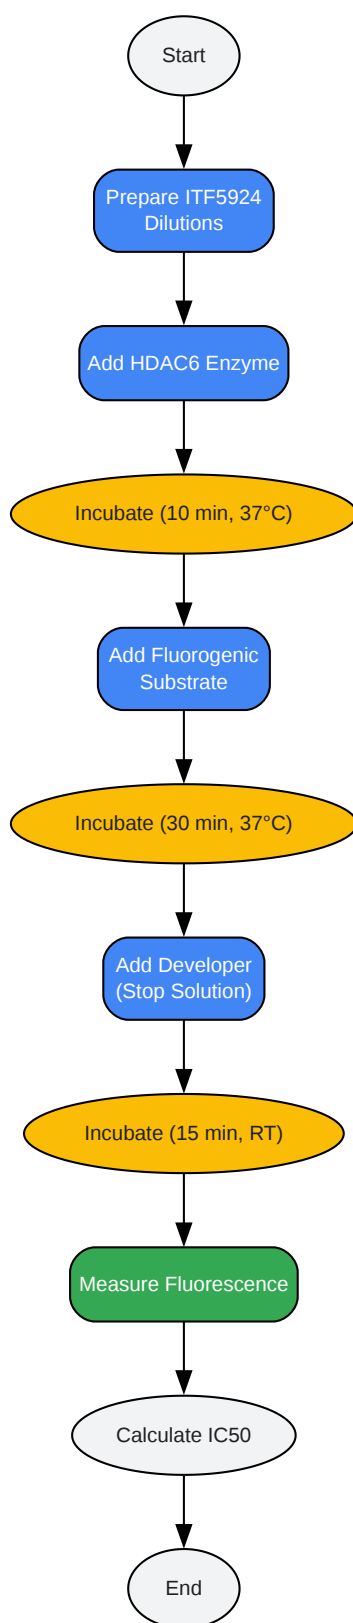 Start
Prepare ITF5924
Dilutions
Add HDAC6 Enzyme
Incubate (10 min, 37°C)
Add Fluorogenic
Substrate
Incubate (30 min, 37°C)
Add Developer
(Stop Solution)
Incubate (15 min, RT)
Measure Fluorescence
Calculate IC50
End